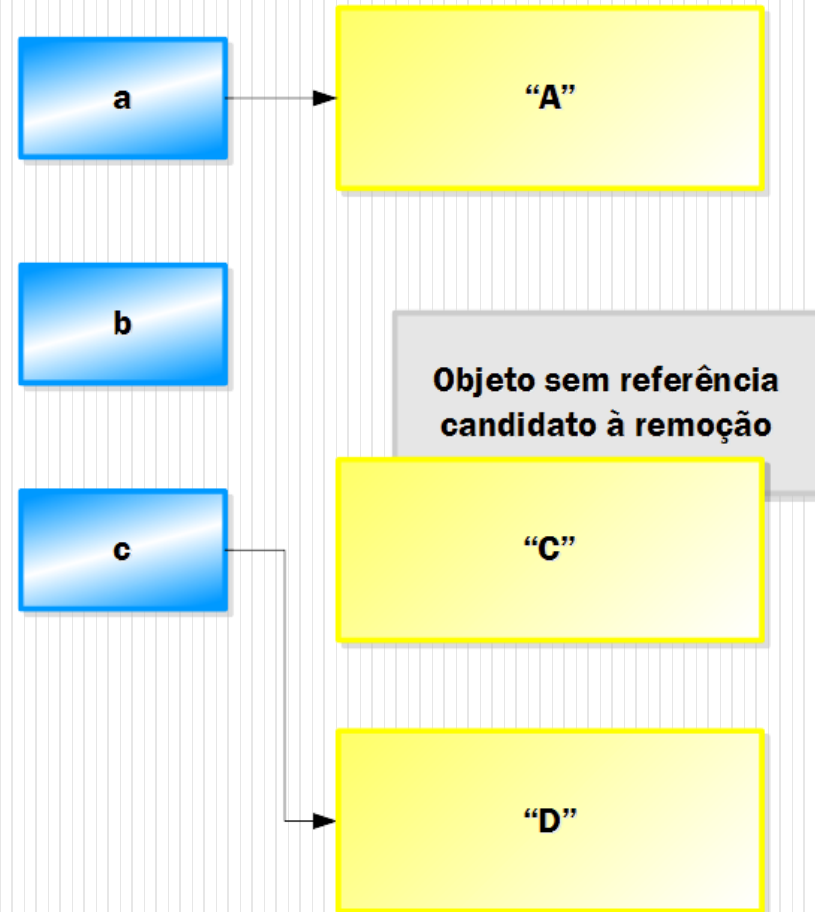 a
“A”
b
Objeto sem referência
candidato à remoção
c
“C”
“D”